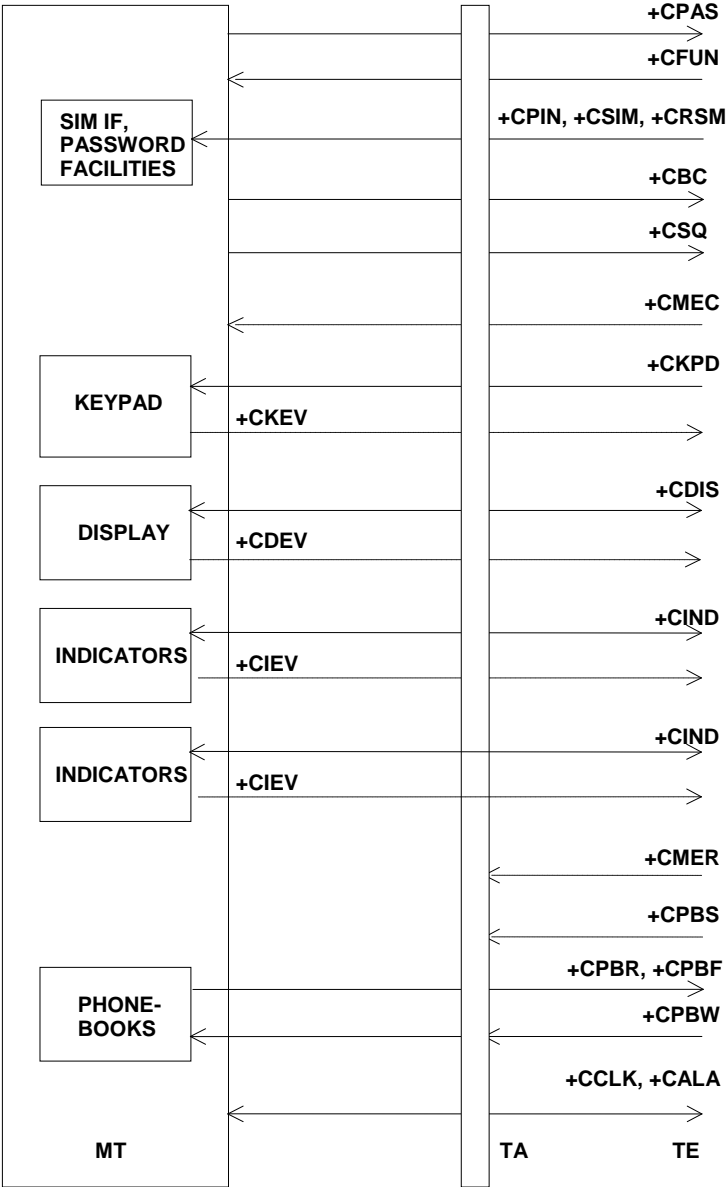 +CPAS
+CFUN
SIM IF,
PASSWORD
FACILITIES
+CPIN, +CSIM, +CRSM
+CBC
+CSQ
+CMEC
+CKPD
KEYPAD
+CKEV
+CDIS
DISPLAY
+CDEV
+CIND
INDICATORS
+CIEV
+CIND
INDICATORS
+CIEV
+CMER
+CPBS
+CPBR, +CPBF
PHONE-
BOOKS
+CPBW
+CCLK, +CALA
MT
TA
TE